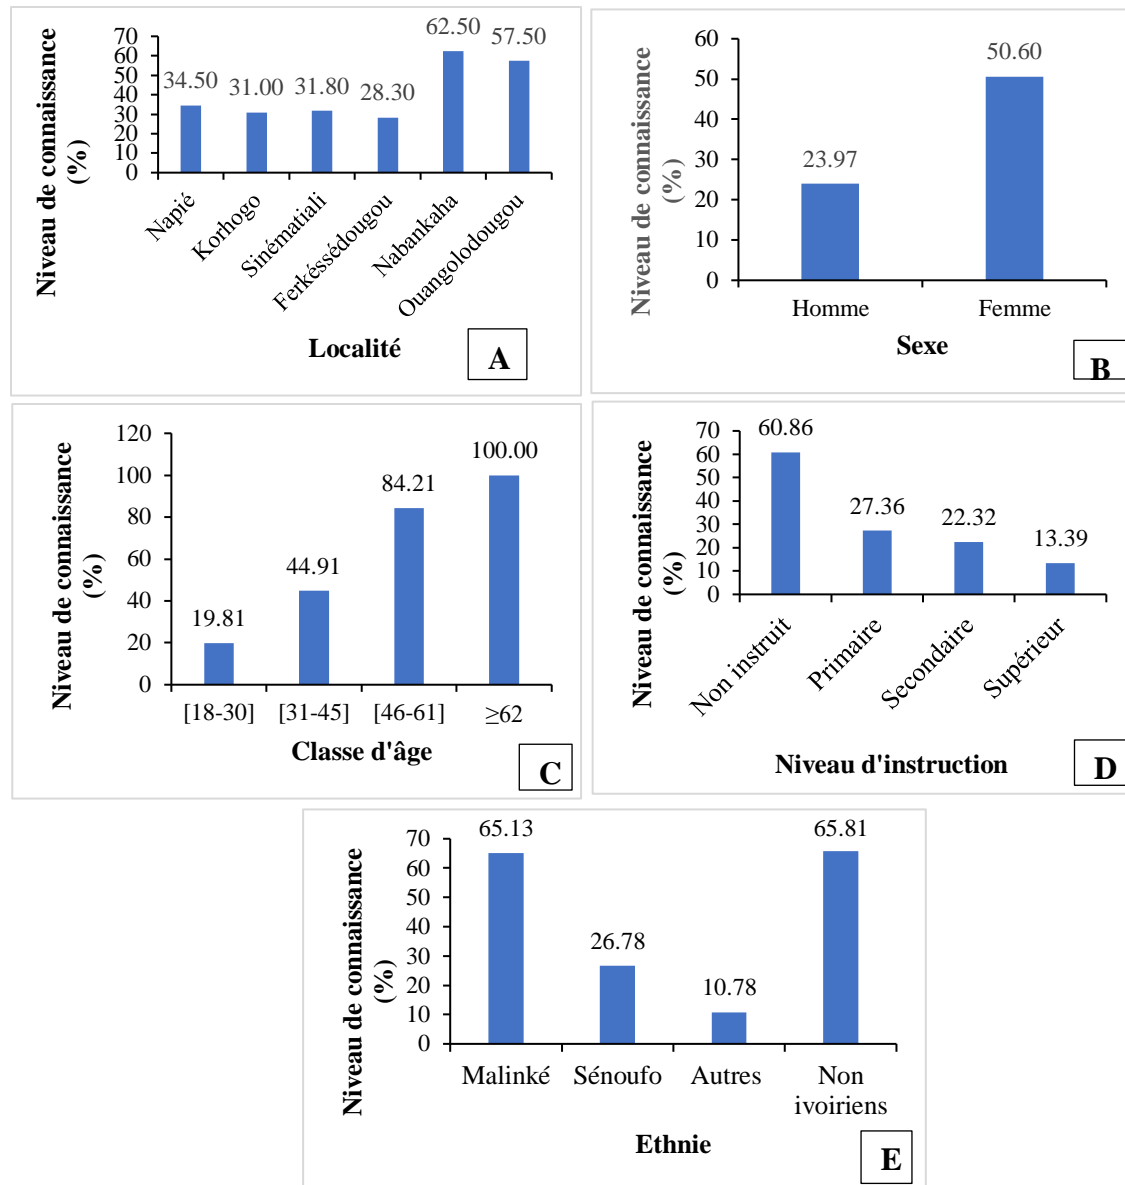 Niveau de connaissance
(%)
70
60
50
40
30
20
10
0
34.50
31.00
31.80
28.30
62.50
57.50
Napié
Korhogo
Sinématiali
Ferkéssédougou
Nabankaha
Ouangolodougou
Localité
A
Niveau de connaissance
(%)
60
50
40
30
20
10
0
23.97
50.60
Homme
Femme
Sexe
B
Niveau de connaissance
(%)
120
100
80
60
40
20
0
19.81
44.91
84.21
100.00
[18-30]
[31-45]
[46-61]
≥62
Classe d'âge
C
Niveau de connaissance
(%)
70
60
50
40
30
20
10
0
60.86
27.36
22.32
13.39
Non instruit
Primaire
Secondaire
Supérieur
Niveau d'instruction
D
Niveau de connaissance
(%)
70
60
50
40
30
20
10
0
65.13
26.78
10.78
65.81
Malinké
Sénoufo
Autres
Non
ivoiriens
Ethnie
E